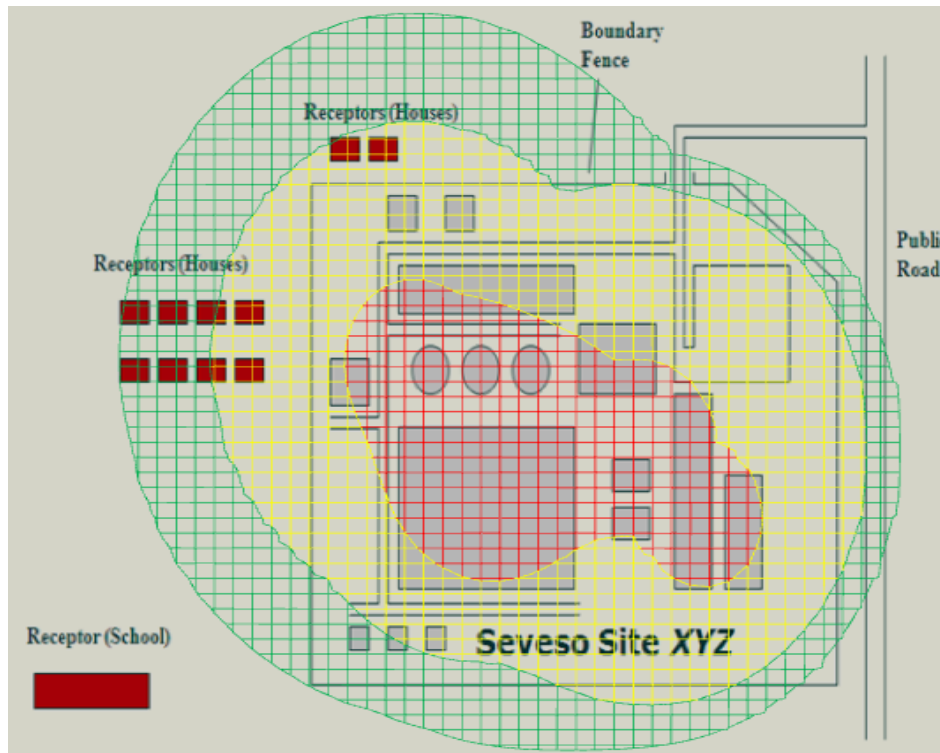 Boundary
Fence
Receptors (Houses)
Receptors (Houses)
Publi
Road
Receptor (School)
Seveso Site XYZ